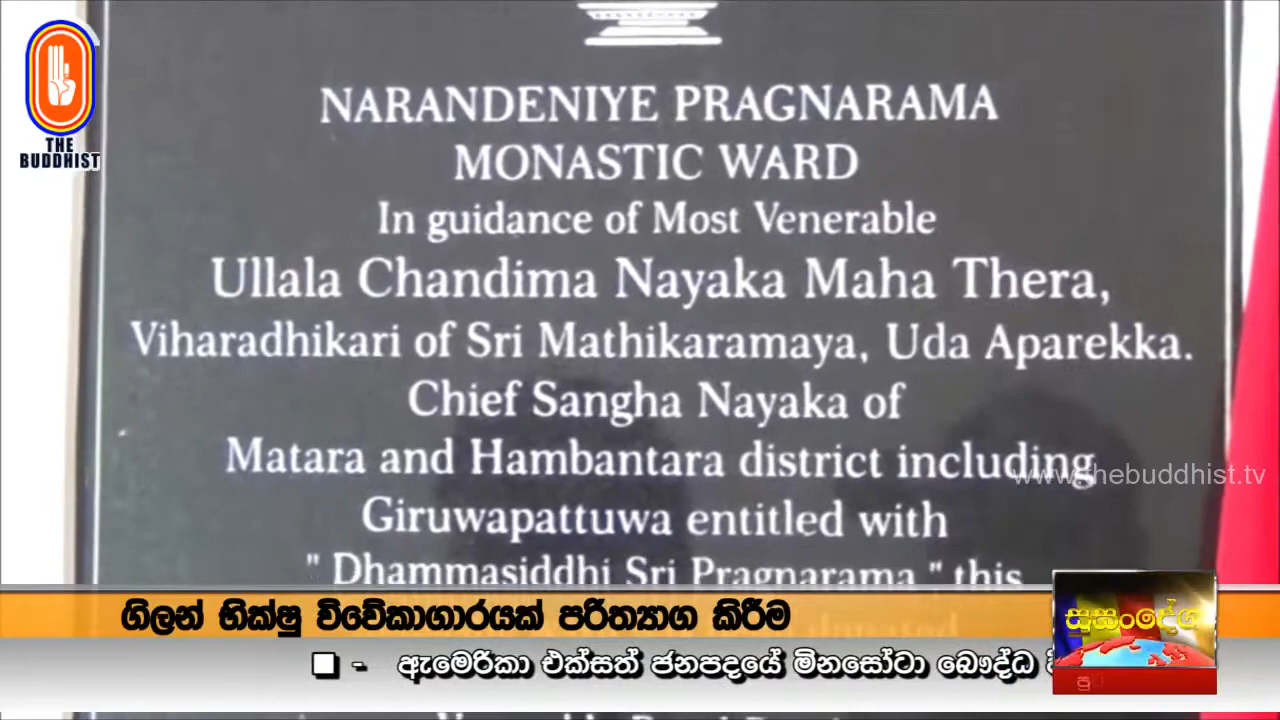 THE
BUDDHIST
NARANDENIYE PRAGNARAMA
MONASTIC WARD
In guidance of Most Venerable
Ullala Chandima Nayaka Maha Thera,
Viharadhikari of Sri Mathikaramaya, Uda Aparekka.
Chief Sangha Nayaka of
Matara and Hambantara district including
www.thebuddhist.tv
Giruwapattuwa entitled with
" Dhammasiddhi Sri Pragnarama " this
ගිලන් භික්ෂු විවේකාගාරයක් පරිත්‍යාග කිරීම
සුසංදේශ
- ඇමෙරිකා එක්සත් ජනපදයේ මිනසෝටා බෞද්ධ